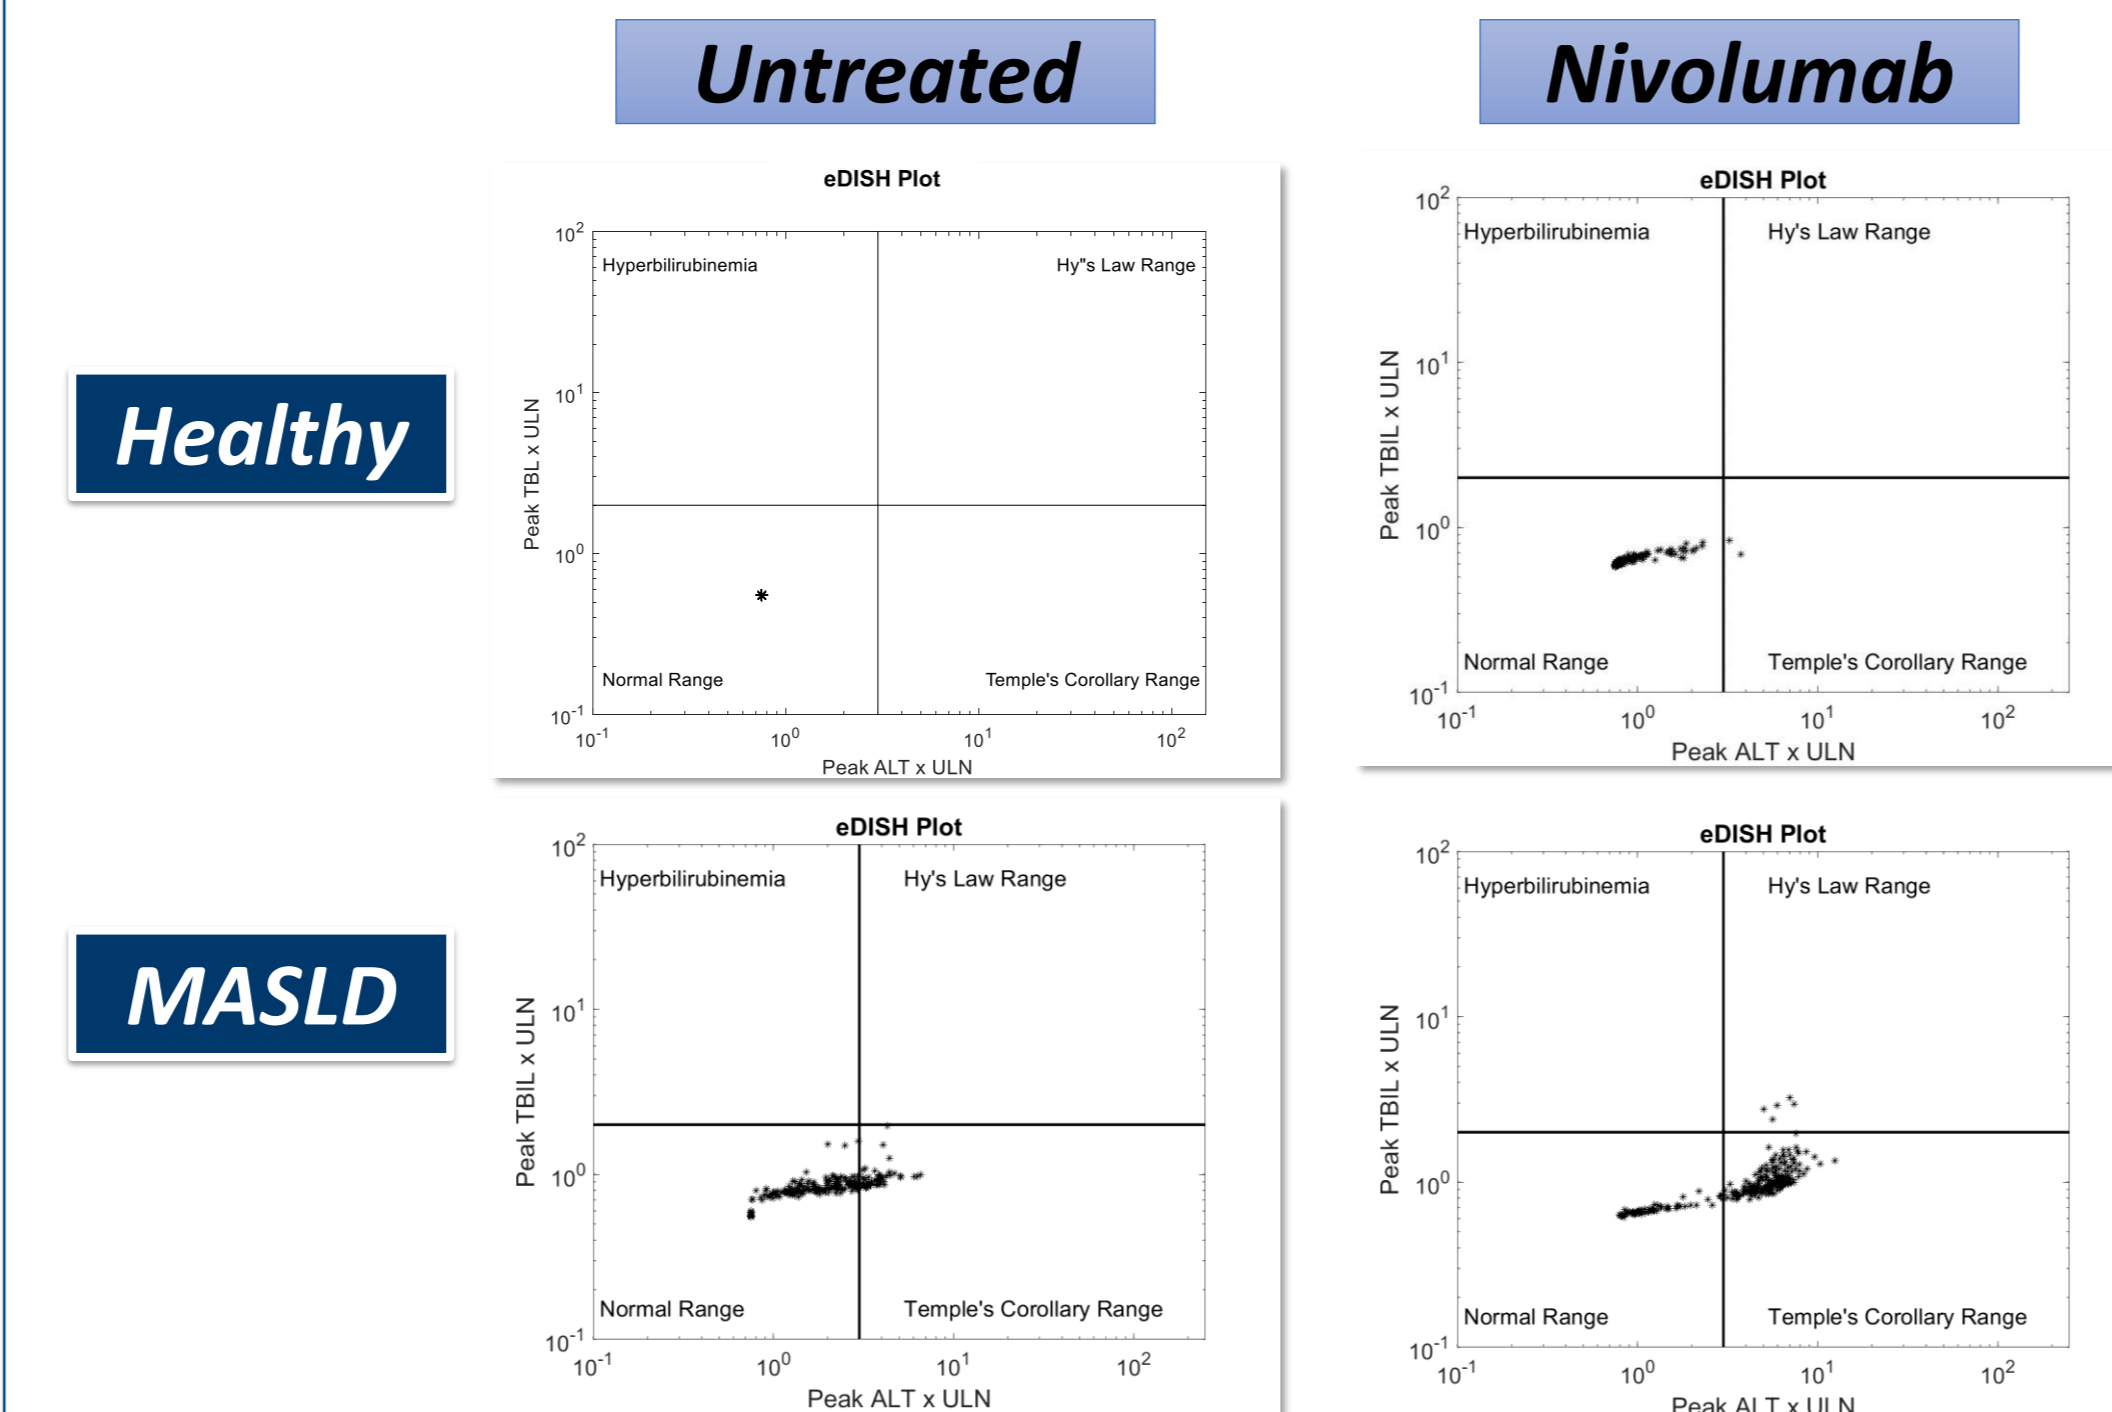 Untreated
Nivolumab
Healthy
eDISH Plot
10^2
Hyperbilirubinemia
Hy"s Law Range
10^1
Peak TBL x ULN
10^0
Normal Range
Temple's Corollary Range
10^-1
10^-1 10^0 10^1 10^2
Peak ALT x ULN
eDISH Plot
10^2
Hyperbilirubinemia
Hy's Law Range
10^1
Peak TBIL x ULN
10^0
Normal Range
Temple's Corollary Range
10^-1
10^-1 10^0 10^1 10^2
Peak ALT x ULN
MASLD
eDISH Plot
10^2
Hyperbilirubinemia
Hy's Law Range
10^1
Peak TBIL x ULN
10^0
Normal Range
Temple's Corollary Range
10^-1
10^-1 10^0 10^1 10^2
Peak ALT x ULN
eDISH Plot
10^2
Hyperbilirubinemia
Hy's Law Range
10^1
Peak TBIL x ULN
10^0
Normal Range
Temple's Corollary Range
10^-1
10^-1 10^0 10^1 10^2
Peak ALT x ULN